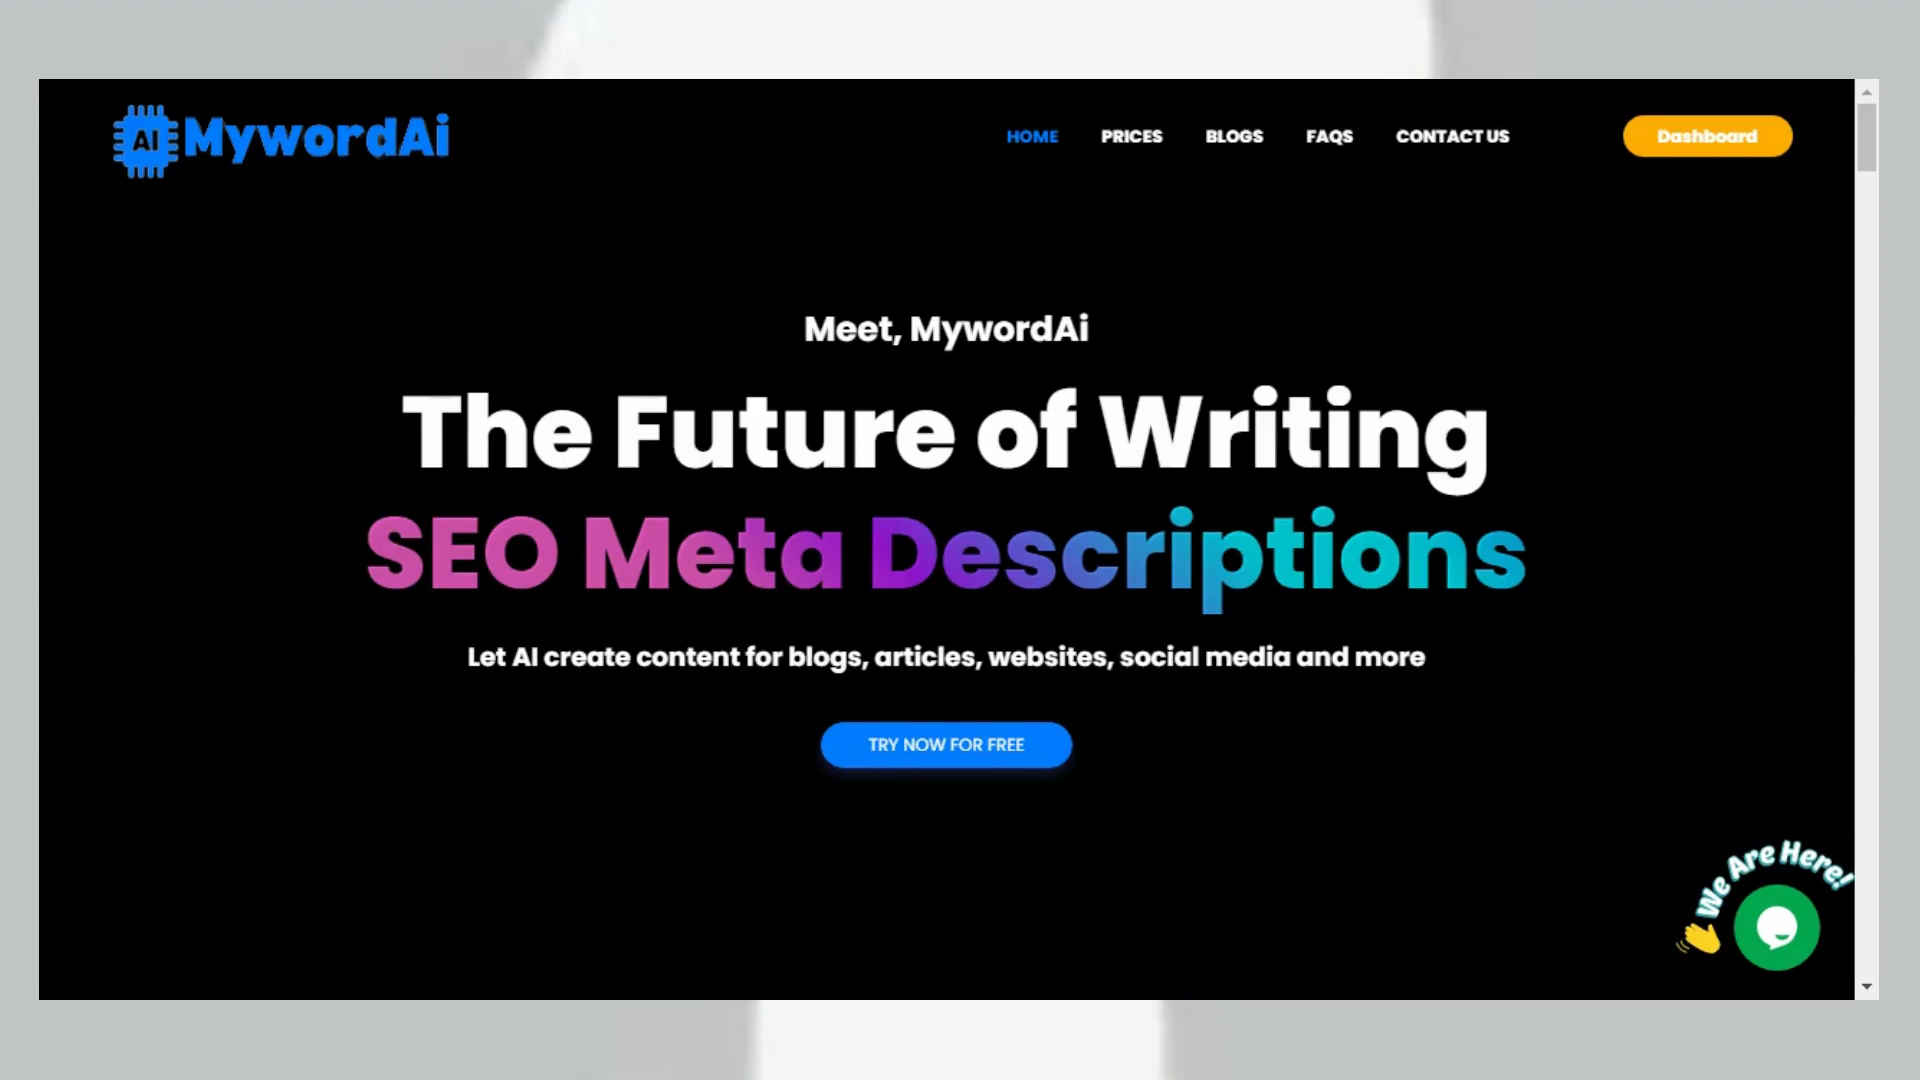 AI MywordAi
HOME PRICES BLOGS FAQS CONTACT US Dashboard
Meet, MywordAi
The Future of Writing
SEO Meta Descriptions
Let AI create content for blogs, articles, websites, social media and more
TRY NOW FOR FREE
We Are Here!